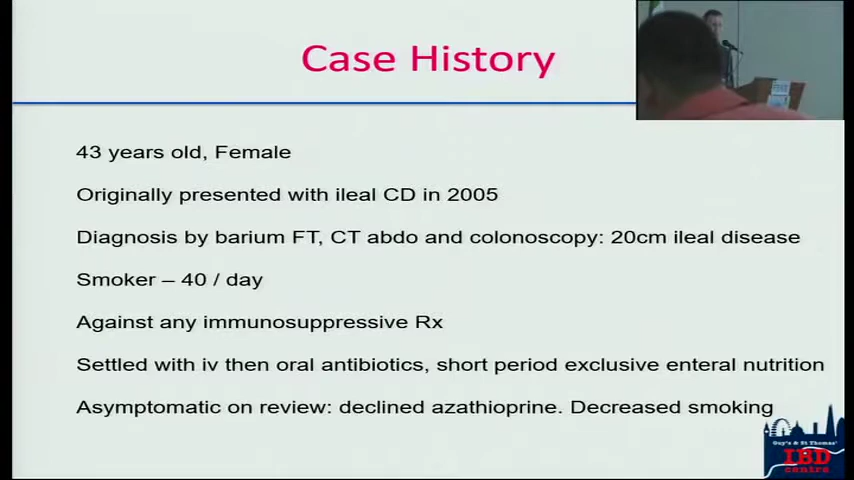 Case History
43 years old, Female
Originally presented with ileal CD in 2005
Diagnosis by barium FT, CT abdo and colonoscopy: 20cm ileal disease
Smoker – 40 / day
Against any immunosuppressive Rx
Settled with iv then oral antibiotics, short period exclusive enteral nutrition
Asymptomatic on review: declined azathioprine. Decreased smoking
Guy's & St Thomas'
IBD
centre